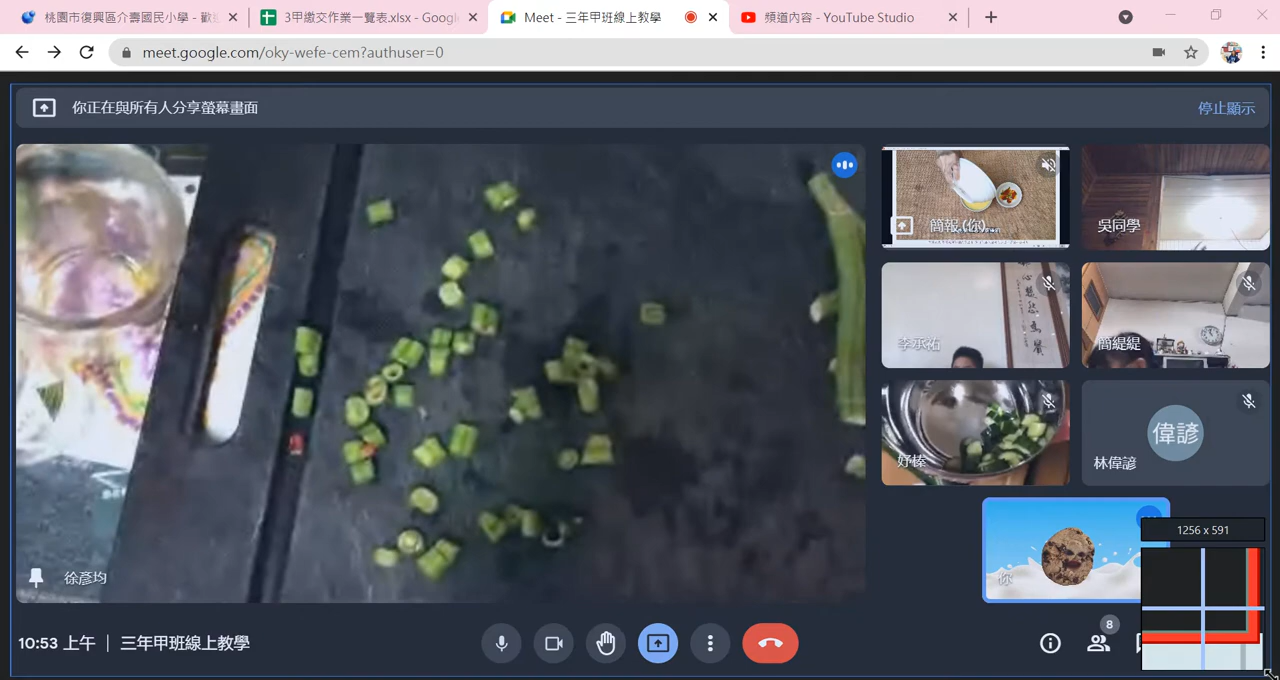 桃園市復興區介壽國民小學 - 歡
3甲繳交作業一覽表.xlsx - Google
Meet - 三年甲班線上教學
頻道內容 - YouTube Studio
meet.google.com/oky-wefe-cem?authuser=0
你正在與所有人分享螢幕畫面
停止顯示
簡報 (你)
吳同學
李承祐
簡緹緹
妤榛
偉諺
林偉諺
徐彥均
你
1256 x 591
10:53 上午
三年甲班線上教學
8